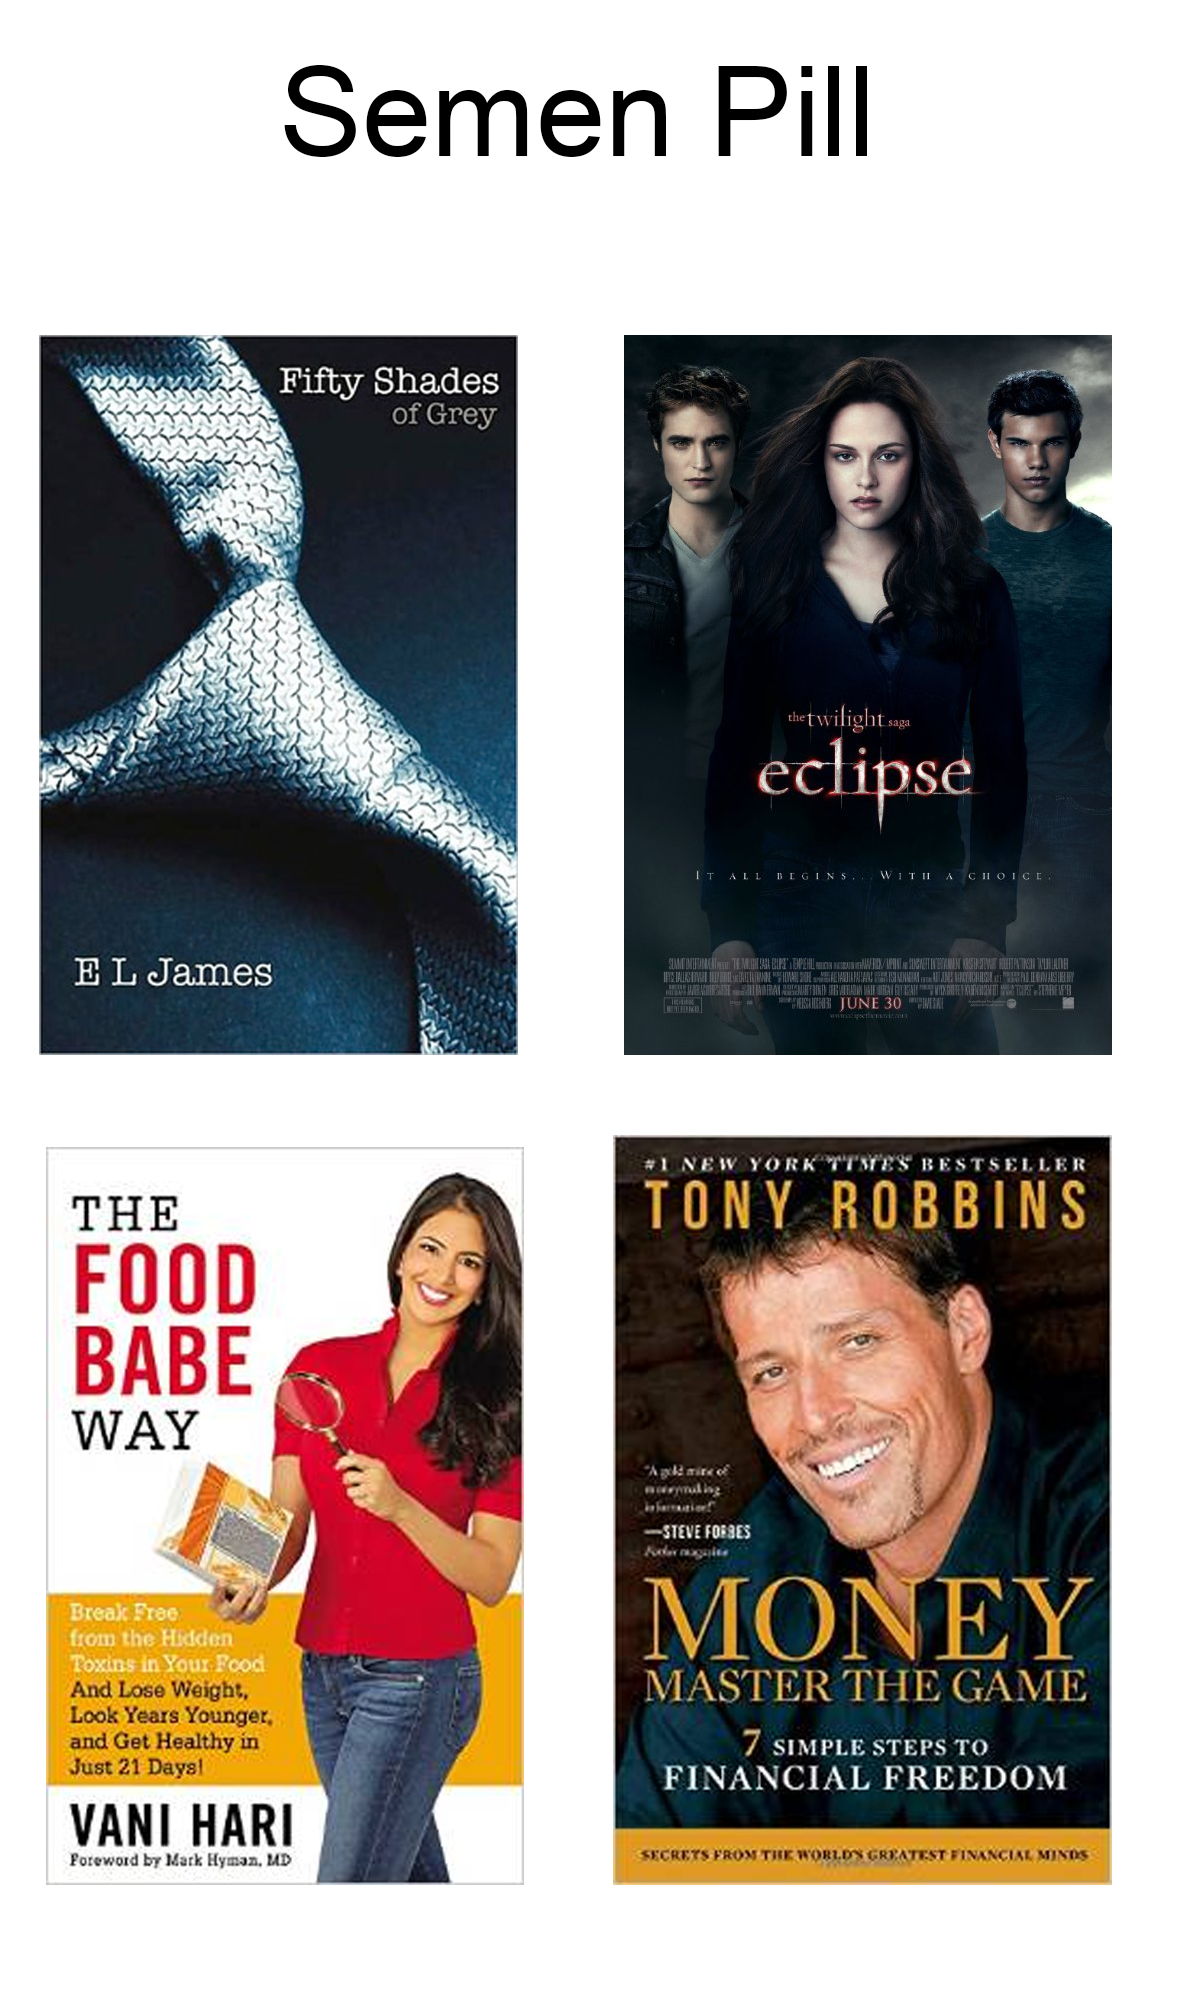 Semen Pill
Fifty Shades
of Grey
E L James
the twilight saga
eclipse
IT ALL BEGINS... WITH A CHOICE.
JUNE 30
www.eclipsethemovie.com
THE
FOOD
BABE
WAY
Break Free
from the Hidden
Toxins in Your Food
And Lose Weight,
Look Years Younger,
and Get Healthy in
Just 21 Days!
VANI HARI
Foreword by Mark Hyman, MD
#1 NEW YORK TIMES BESTSELLER
TONY ROBBINS
"A gold mine of
moneymaking
information!"
—STEVE FORBES
Forbes magazine
MONEY
MASTER THE GAME
7 SIMPLE STEPS TO
FINANCIAL FREEDOM
SECRETS FROM THE WORLD'S GREATEST FINANCIAL MINDS